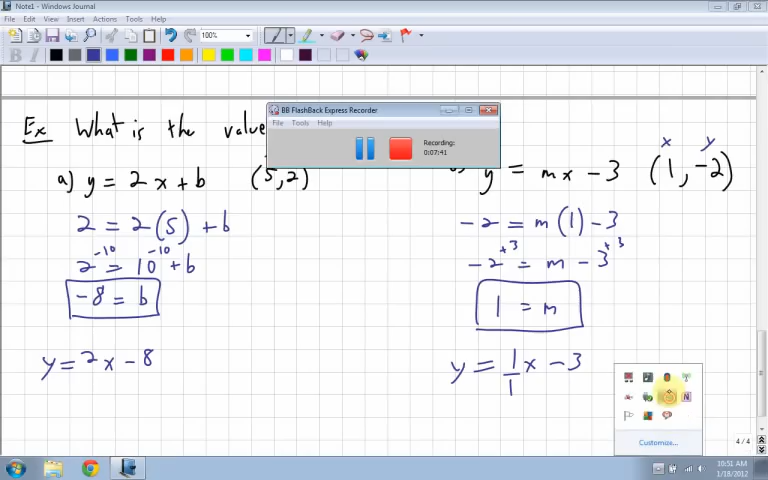 Note1 - Windows Journal
File Edit View Insert Actions Tools Help
100%
B I
BB FlashBack Express Recorder
File Tools Help
Recording:
0:07:41
Ex What is the value
a) y = 2x + b (5,2)
2 = 2(5) + b
2 -10 = 10 -10 + b
-8 = b
y = 2x - 8
x y
y = mx - 3 (1, -2)
-2 = m(1) - 3
-2 +3 = m - 3 +3
1 = m
y = 1/1 x - 3
Customize...
4 / 4
10:51 AM
1/18/2012